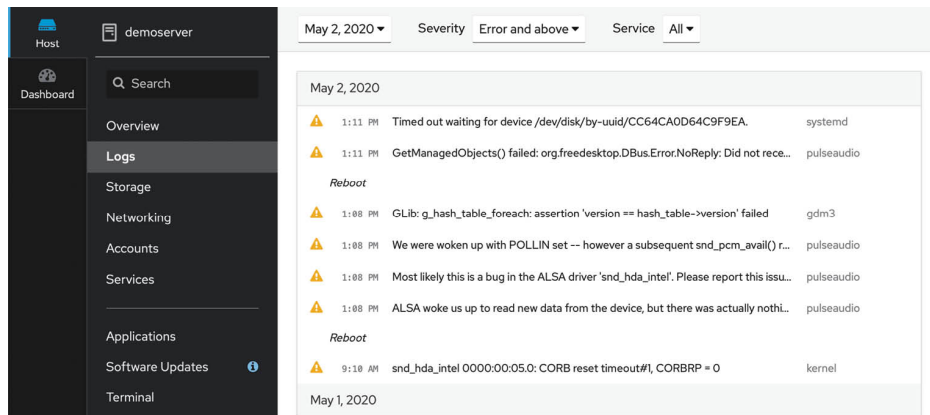 Host
Dashboard
demoserver
Search
Overview
Logs
Storage
Networking
Accounts
Services
Applications
Software Updates
Terminal
May 2, 2020 Severity Error and above Service All
May 2, 2020
1:11 PM Timed out waiting for device /dev/disk/by-uuid/CC64CA0D64C9F9EA. systemd
1:11 PM GetManagedObjects() failed: org.freedesktop.DBus.Error.NoReply: Did not rece... pulseaudio
Reboot
1:08 PM GLib: g_hash_table_foreach: assertion 'version == hash_table->version' failed gdm3
1:08 PM We were woken up with POLLIN set -- however a subsequent snd_pcm_avail() r... pulseaudio
1:08 PM Most likely this is a bug in the ALSA driver 'snd_hda_intel'. Please report this issu... pulseaudio
1:08 PM ALSA woke us up to read new data from the device, but there was actually nothi... pulseaudio
Reboot
9:10 AM snd_hda_intel 0000:00:05.0: CORB reset timeout#1, CORBRP = 0 kernel
May 1, 2020